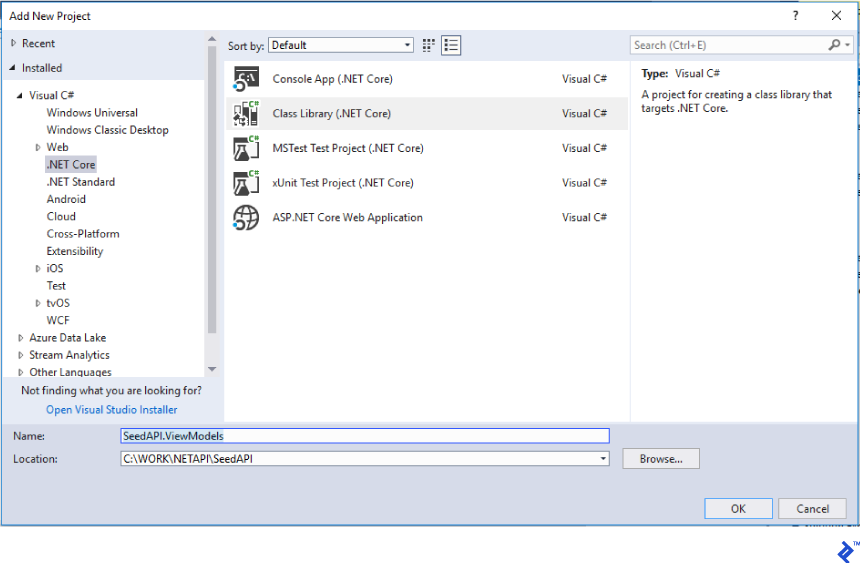 Add New Project
?
Recent
Installed
Visual C#
Windows Universal
Windows Classic Desktop
Web
.NET Core
.NET Standard
Android
Cloud
Cross-Platform
Extensibility
iOS
Test
tvOS
WCF
Azure Data Lake
Stream Analytics
Other Languages
Not finding what you are looking for?
Open Visual Studio Installer
Sort by: Default
Console App (.NET Core) Visual C#
Class Library (.NET Core) Visual C#
MSTest Test Project (.NET Core) Visual C#
xUnit Test Project (.NET Core) Visual C#
ASP.NET Core Web Application Visual C#
Search (Ctrl+E)
Type: Visual C#
A project for creating a class library that
targets .NET Core.
Name: SeedAPI.ViewModels
Location: C:\WORK\NETAPI\SeedAPI
Browse...
OK Cancel
TM